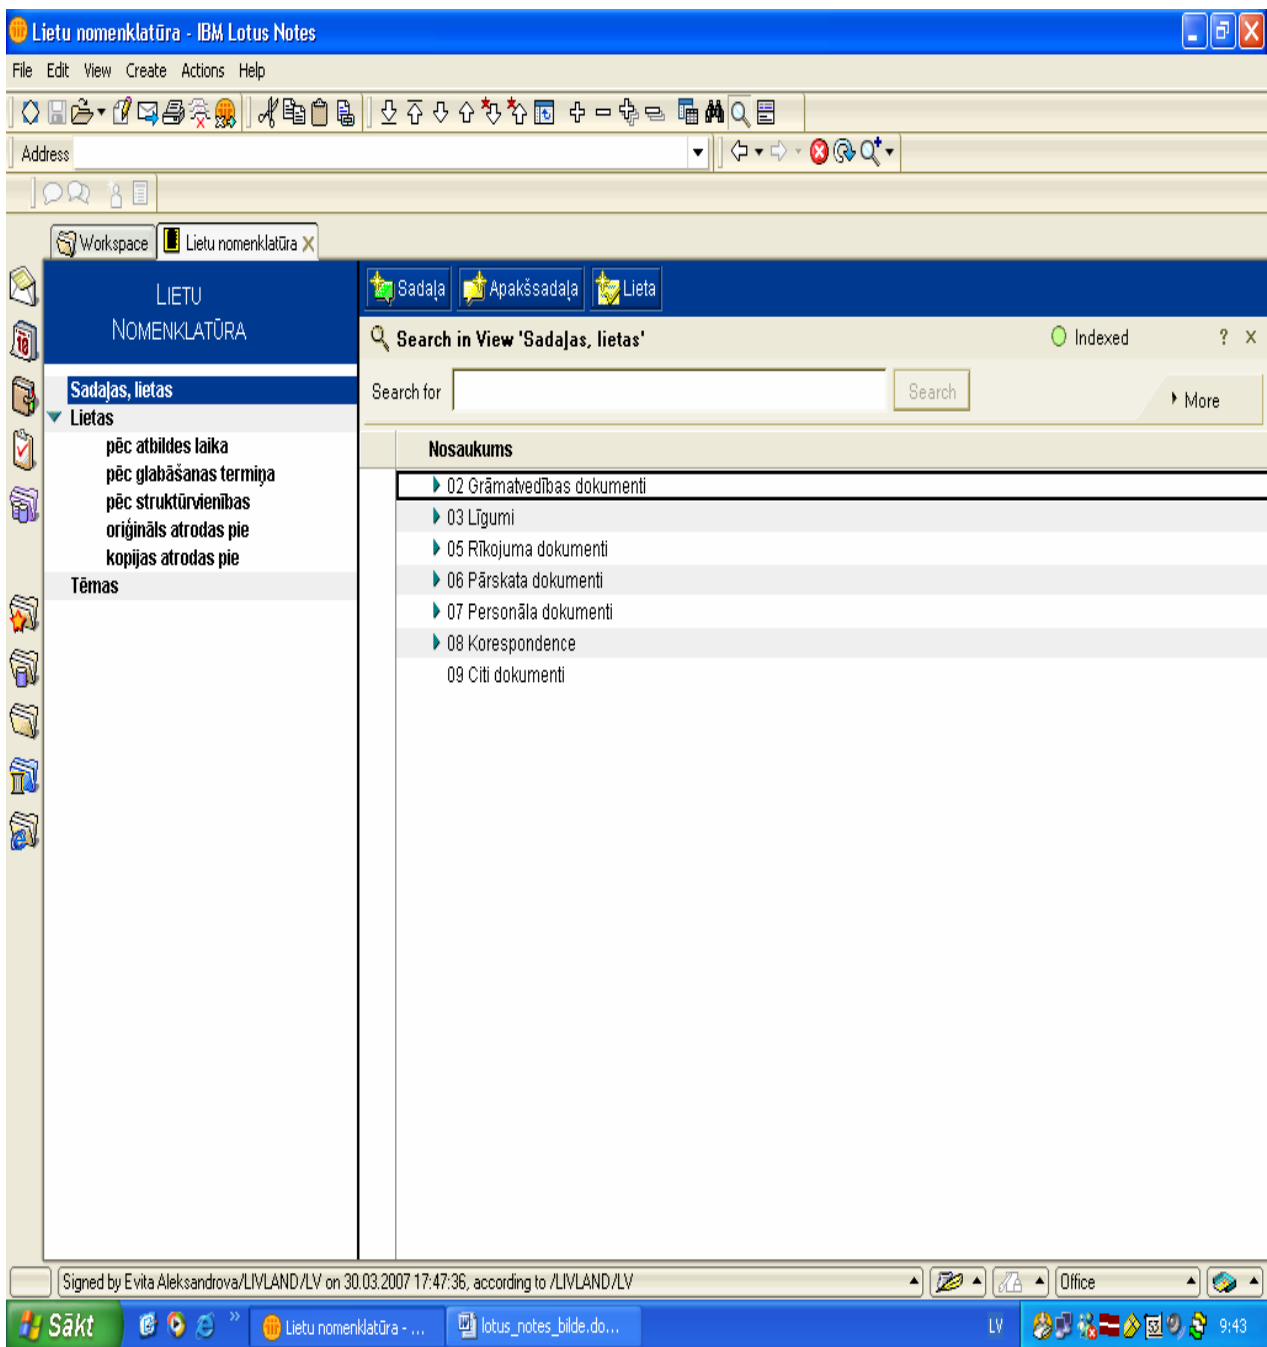 Lietu nomenklatūra - IBM Lotus Notes
File Edit View Create Actions Help
Address
Workspace Lietu nomenklatūra
LIETU
NOMENKLATŪRA
Sadaļa Apakšsadaļa Lieta
Search in View 'Sadaļas, lietas' Indexed ? ×
Search for Search More
Sadaļas, lietas
Lietas
pēc atbildes laika
pēc glabāšanas termiņa
pēc struktūrvienības
oriģināls atrodas pie
kopijas atrodas pie
Tēmas
Nosaukums
02 Grāmatvedības dokumenti
03 Līgumi
05 Rīkojuma dokumenti
06 Pārskata dokumenti
07 Personāla dokumenti
08 Korespondence
09 Citi dokumenti
Signed by Evita Aleksandrova/LIVLAND/LV on 30.03.2007 17:47:36, according to /LIVLAND/LV Office
Sākt » Lietu nomenklatūra - ... lotus_notes_bilde.do... LV 9:43